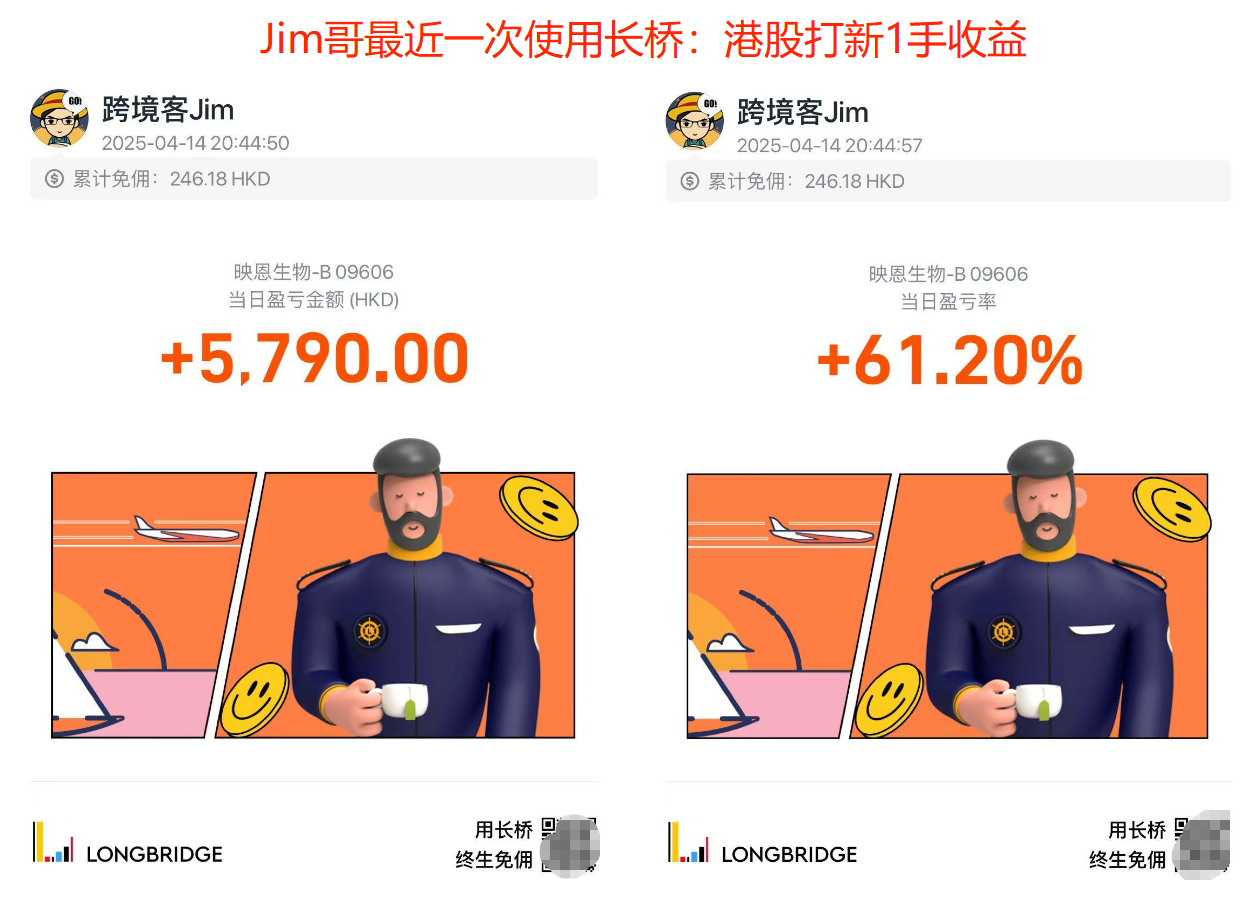 Jim哥最近一次使用长桥：港股打新1手收益
GO!
跨境客Jim
2025-04-14 20:44:50
累计免佣：246.18 HKD
映恩生物-B 09606
当日盈亏金额 (HKD)
+5,790.00
用长桥
终生免佣
LONGBRIDGE
GO!
跨境客Jim
2025-04-14 20:44:57
累计免佣：246.18 HKD
映恩生物-B 09606
当日盈亏率
+61.20%
用长桥
终生免佣
LONGBRIDGE